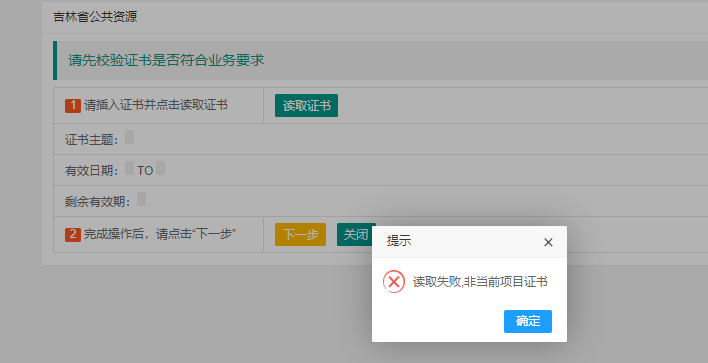 吉林省公共资源
请先校验证书是否符合业务要求
1 请插入证书并点击读取证书 读取证书
证书主题：
有效日期： TO
剩余有效期：
2 完成操作后，请点击“下一步” 下一步 关闭
提示
读取失败,非当前项目证书
确定